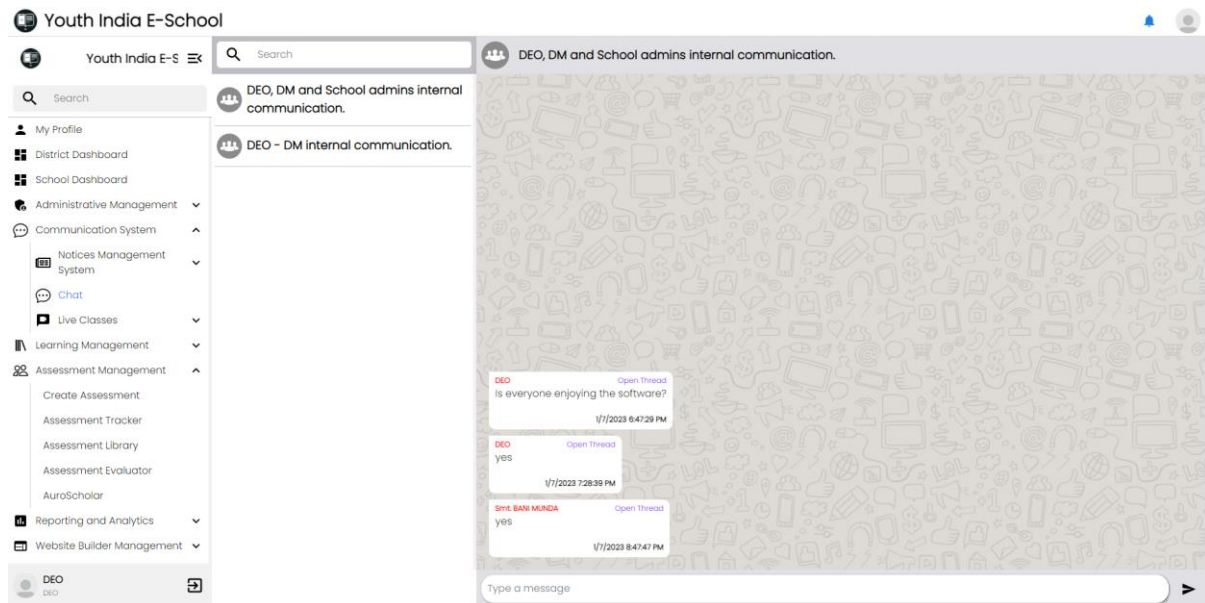 Youth India E-School
Youth India E-S
Search
My Profile
District Dashboard
School Dashboard
Administrative Management
Communication System
Notices Management
System
Chat
Live Classes
Learning Management
Assessment Management
Create Assessment
Assessment Tracker
Assessment Library
Assessment Evaluator
AuroScholar
Reporting and Analytics
Website Builder Management
DEO
DEO
Search
DEO, DM and School admins internal
communication.
DEO - DM internal communication.
DEO, DM and School admins internal communication.
DEO Open Thread
Is everyone enjoying the software?
1/7/2023 6:47:29 PM
DEO Open Thread
yes
1/7/2023 7:28:39 PM
Smt. BANI MUNDA Open Thread
yes
1/7/2023 8:47:47 PM
Type a message